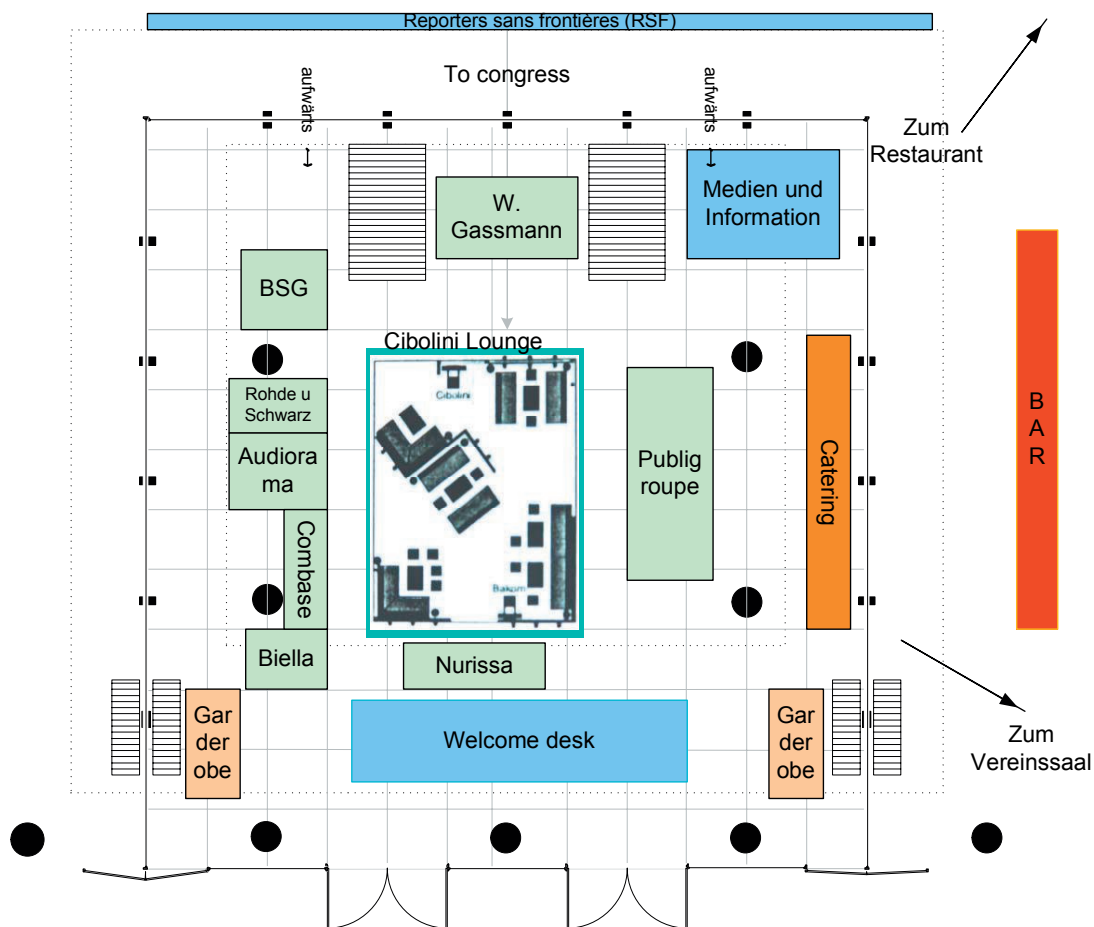 Reporters sans frontières (RSF)
To congress
aufwärts
aufwärts
Zum
Restaurant
W.
Gassmann
Medien und
Information
BSG
Cibolini Lounge
Cibolini
Rohde u
Schwarz
Audiora
ma
Combase
Publig
roupe
Catering
BAR
Bakom
Biella
Nurissa
Gar
der
obe
Welcome desk
Gar
der
obe
Zum
Vereinssaal